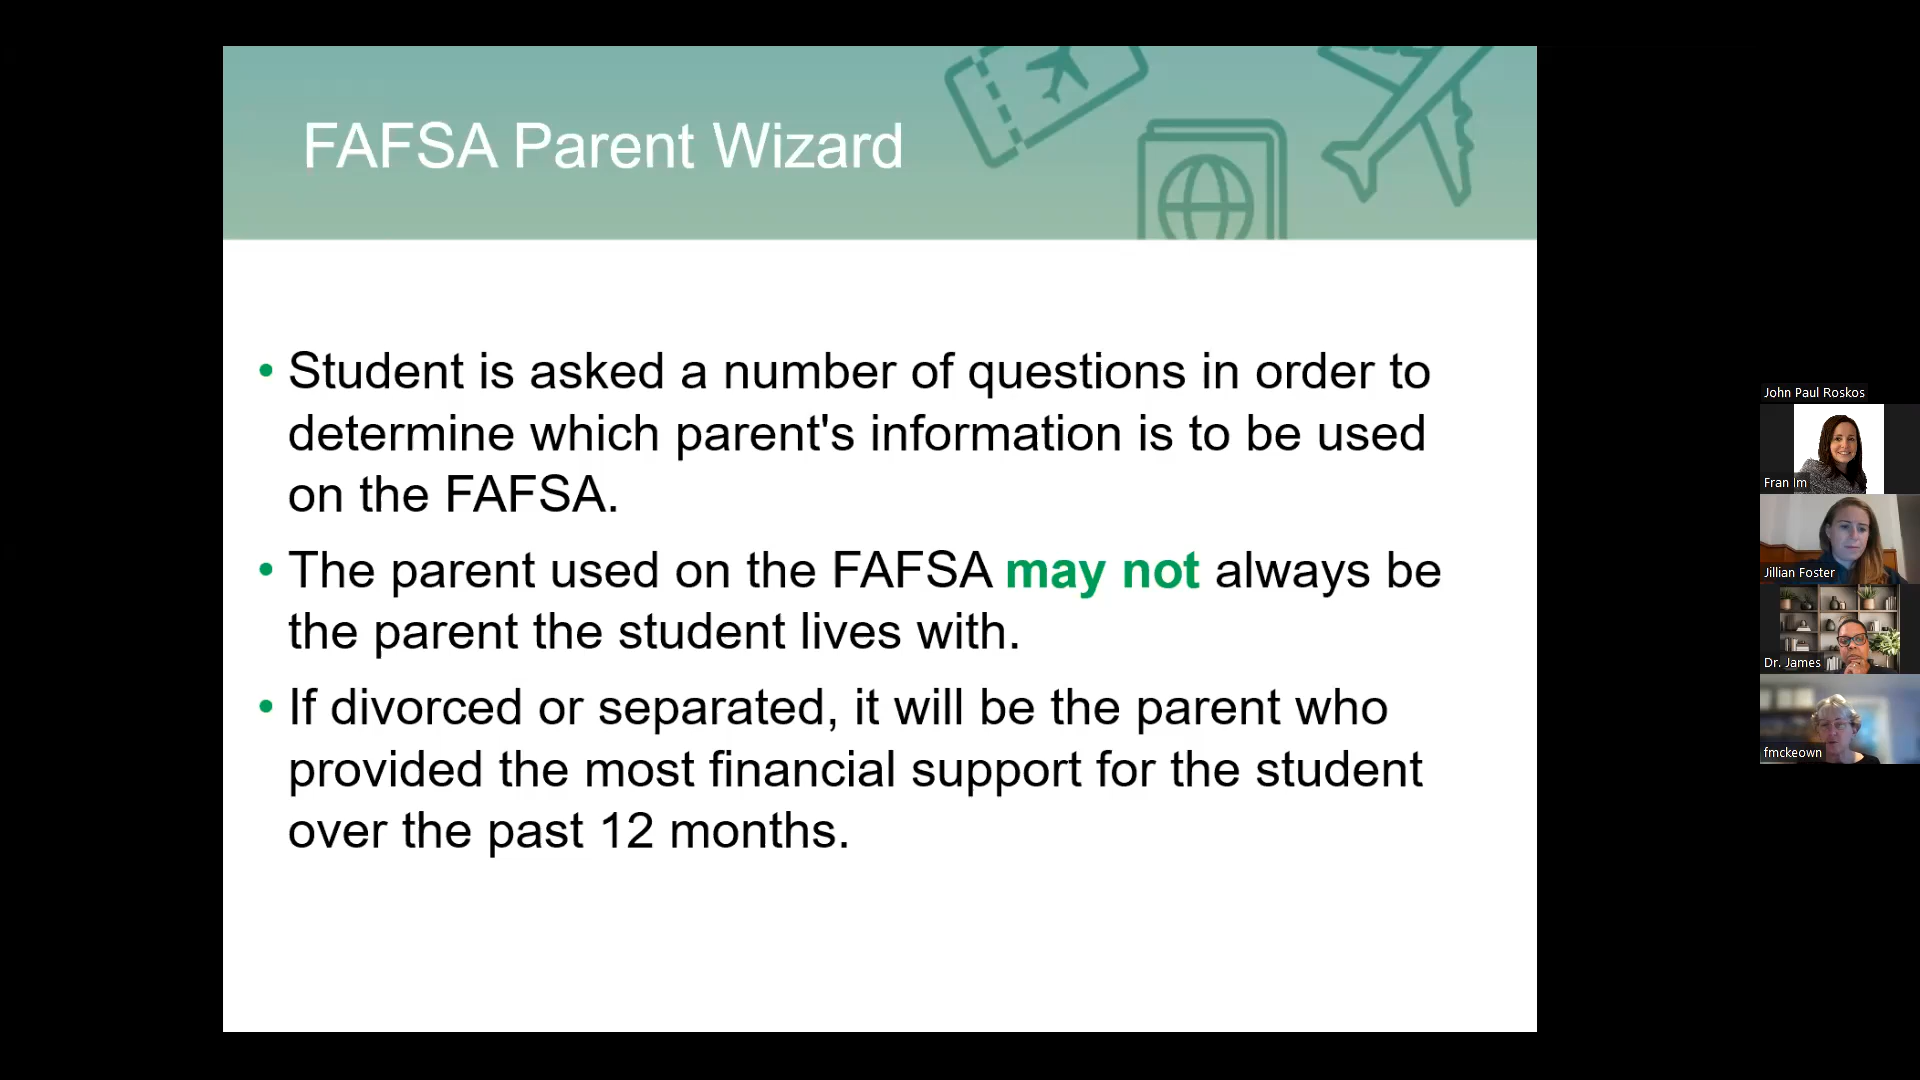 FAFSA Parent Wizard
• Student is asked a number of questions in order to
determine which parent's information is to be used
on the FAFSA.
• The parent used on the FAFSA may not always be
the parent the student lives with.
• If divorced or separated, it will be the parent who
provided the most financial support for the student
over the past 12 months.
John Paul Roskos
Fran Im
Jillian Foster
Dr. James
fmckeown